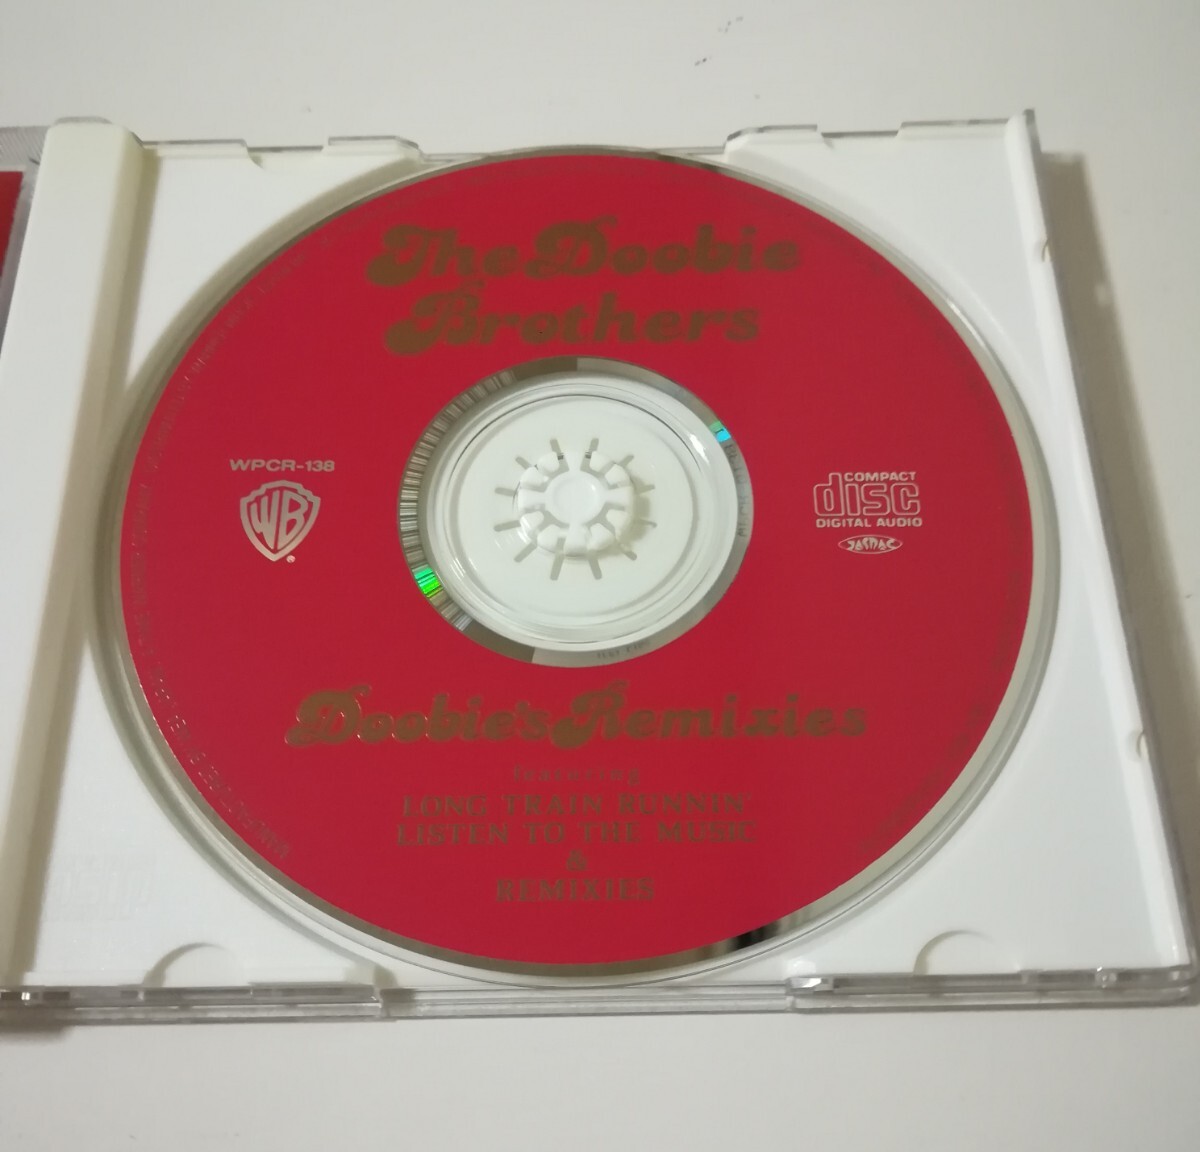 The Doobie
Brothers
WPCR-138
WB
COMPACT
disc
DIGITAL AUDIO
JASRAC
Doobie's Remixies
featuring
LONG TRAIN RUNNIN'
LISTEN TO THE MUSIC
&
REMIXIES